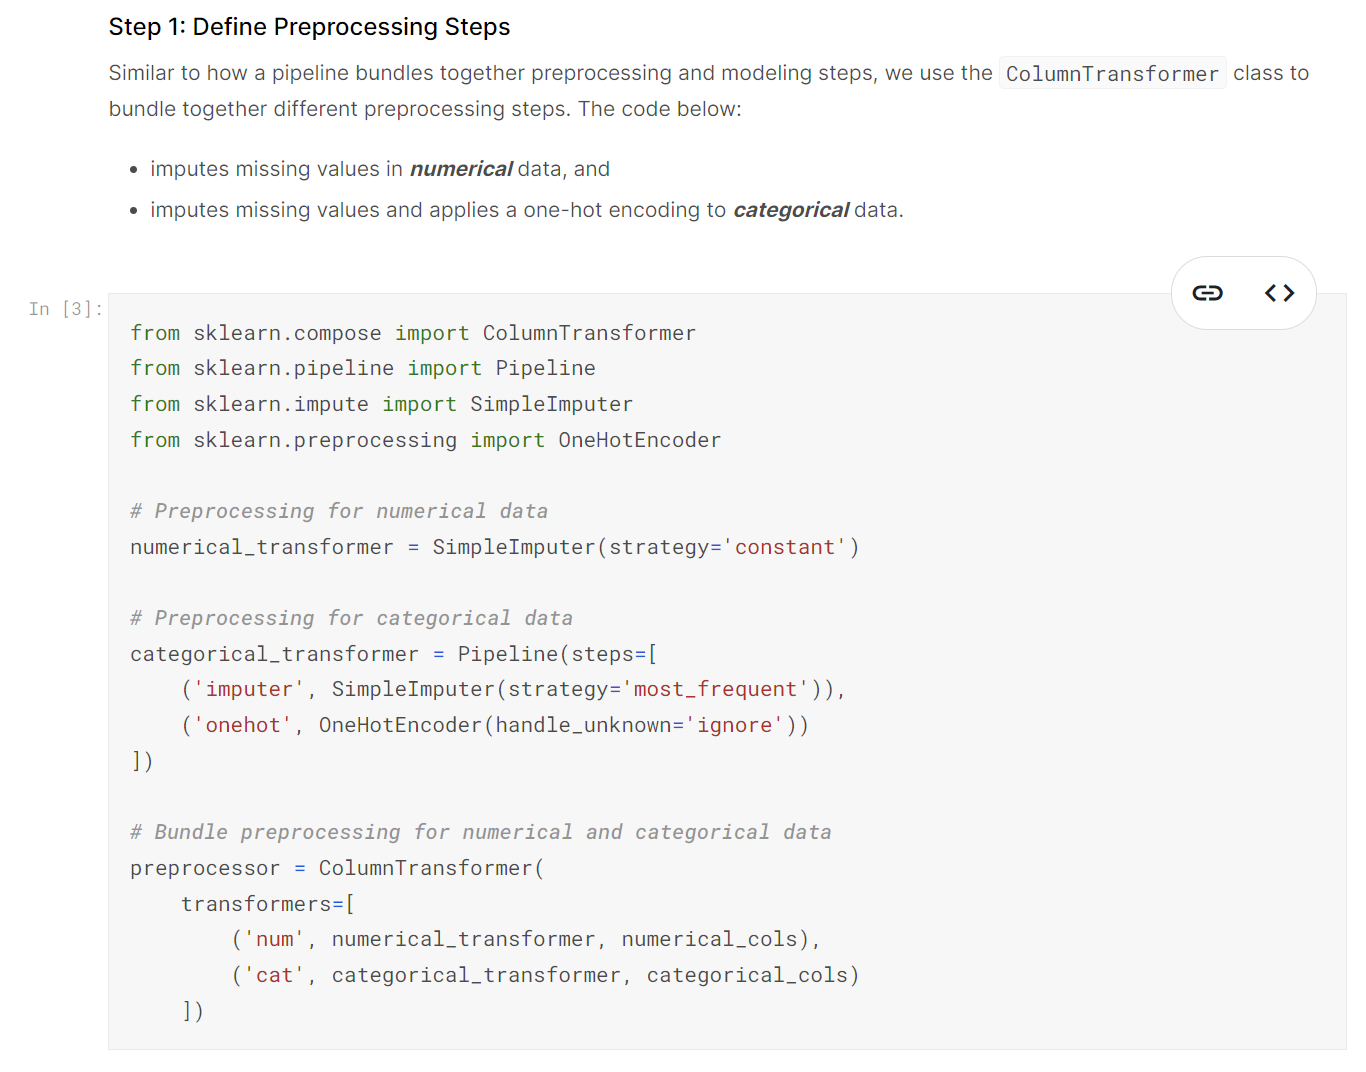 Step 1: Define Preprocessing Steps
Similar to how a pipeline bundles together preprocessing and modeling steps, we use the ColumnTransformer class to
bundle together different preprocessing steps. The code below:
• imputes missing values in numerical data, and
• imputes missing values and applies a one-hot encoding to categorical data.
In [3]:
from sklearn.compose import ColumnTransformer
from sklearn.pipeline import Pipeline
from sklearn.impute import SimpleImputer
from sklearn.preprocessing import OneHotEncoder
# Preprocessing for numerical data
numerical_transformer = SimpleImputer(strategy='constant')
# Preprocessing for categorical data
categorical_transformer = Pipeline(steps=[
    ('imputer', SimpleImputer(strategy='most_frequent')),
    ('onehot', OneHotEncoder(handle_unknown='ignore'))
])
# Bundle preprocessing for numerical and categorical data
preprocessor = ColumnTransformer(
    transformers=[
        ('num', numerical_transformer, numerical_cols),
        ('cat', categorical_transformer, categorical_cols)
    ])